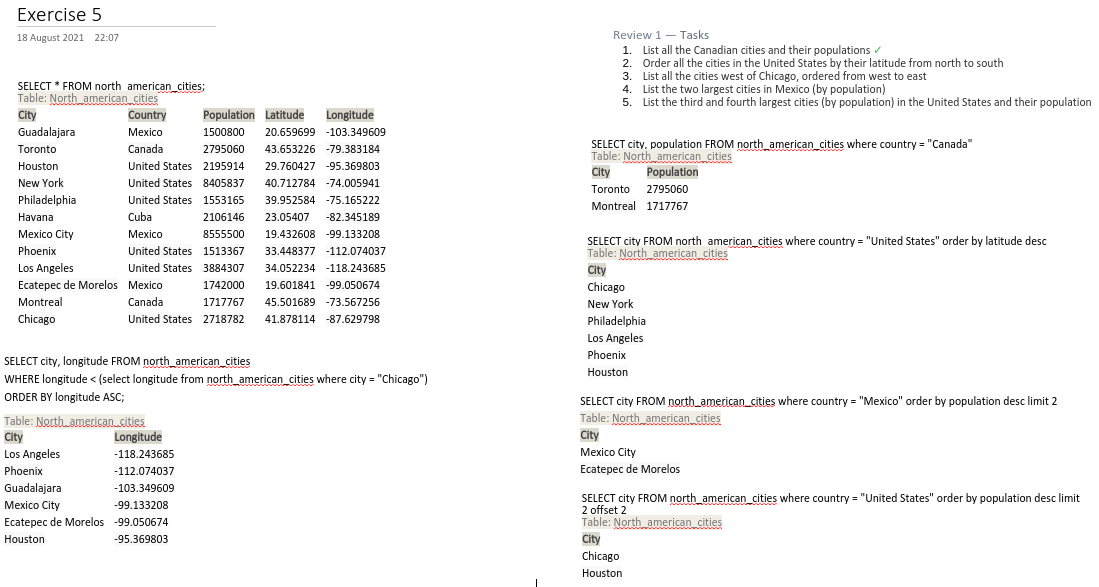 Exercise 5
18 August 2021 22:07
SELECT * FROM north_american_cities;
Table: North_american_cities
City Country Population Latitude Longitude
Guadalajara Mexico 1500800 20.659699 -103.349609
Toronto Canada 2795060 43.653226 -79.383184
Houston United States 2195914 29.760427 -95.369803
New York United States 8405837 40.712784 -74.005941
Philadelphia United States 1553165 39.952584 -75.165222
Havana Cuba 2106146 23.05407 -82.345189
Mexico City Mexico 8555500 19.432608 -99.133208
Phoenix United States 1513367 33.448377 -112.074037
Los Angeles United States 3884307 34.052234 -118.243685
Ecatepec de Morelos Mexico 1742000 19.601841 -99.050674
Montreal Canada 1717767 45.501689 -73.567256
Chicago United States 2718782 41.878114 -87.629798
SELECT city, longitude FROM north_american_cities
WHERE longitude < (select longitude from north_american_cities where city = "Chicago")
ORDER BY longitude ASC;
Table: North_american_cities
City Longitude
Los Angeles -118.243685
Phoenix -112.074037
Guadalajara -103.349609
Mexico City -99.133208
Ecatepec de Morelos -99.050674
Houston -95.369803
Review 1 — Tasks
1. List all the Canadian cities and their populations ✓
2. Order all the cities in the United States by their latitude from north to south
3. List all the cities west of Chicago, ordered from west to east
4. List the two largest cities in Mexico (by population)
5. List the third and fourth largest cities (by population) in the United States and their population
SELECT city, population FROM north_american_cities where country = "Canada"
Table: North_american_cities
City Population
Toronto 2795060
Montreal 1717767
SELECT city FROM north_american_cities where country = "United States" order by latitude desc
Table: North_american_cities
City
Chicago
New York
Philadelphia
Los Angeles
Phoenix
Houston
SELECT city FROM north_american_cities where country = "Mexico" order by population desc limit 2
Table: North_american_cities
City
Mexico City
Ecatepec de Morelos
SELECT city FROM north_american_cities where country = "United States" order by population desc limit
2 offset 2
Table: North_american_cities
City
Chicago
Houston